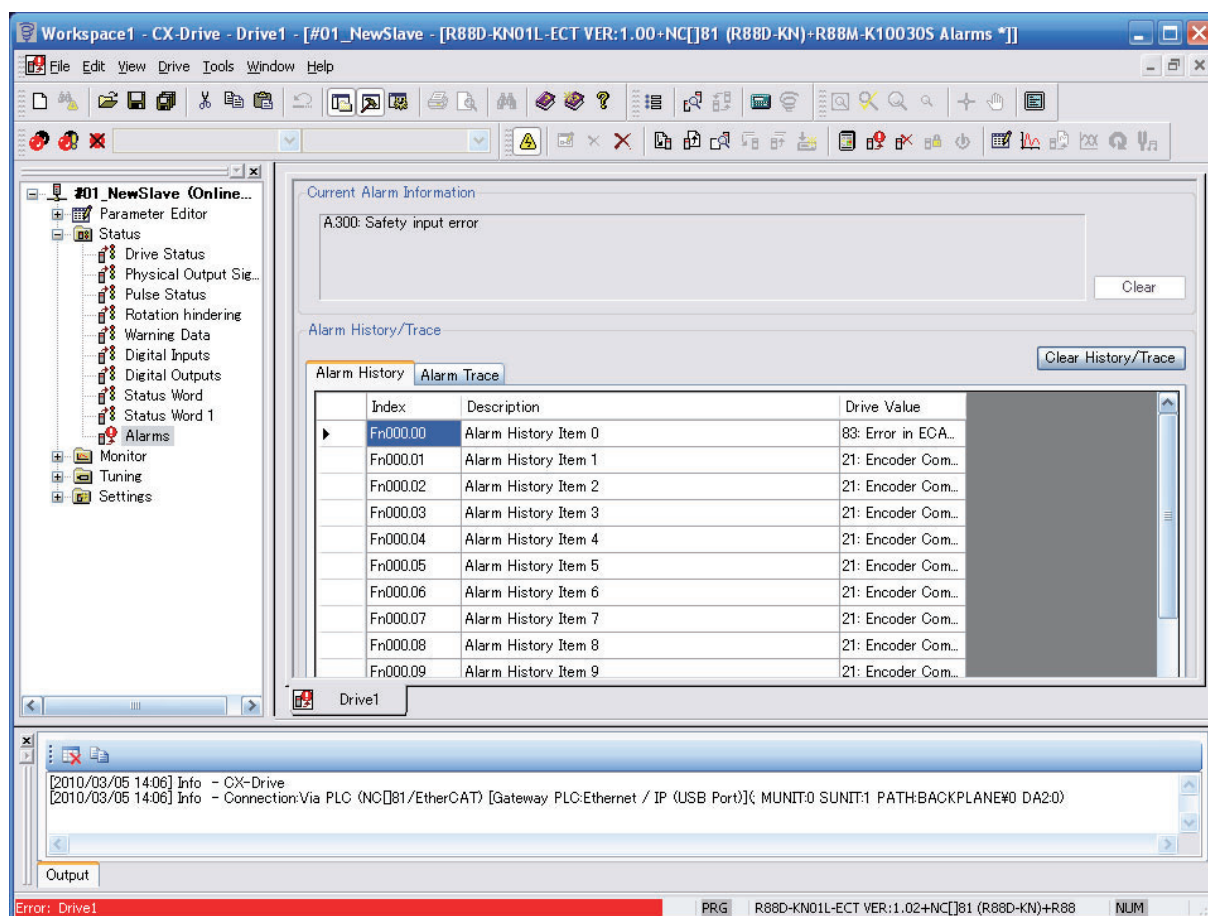 Workspace1 - CX-Drive - Drive1 - [#01_NewSlave - [R88D-KN01L-ECT VER:1.00+NC[]81 (R88D-KN)+R88M-K10030S Alarms *]]
File Edit View Drive Tools Window Help
#01_NewSlave (Online...
Parameter Editor
Status
Drive Status
Physical Output Sig...
Pulse Status
Rotation hindering
Warning Data
Digital Inputs
Digital Outputs
Status Word
Status Word 1
Alarms
Monitor
Tuning
Settings
Current Alarm Information
A.300: Safety input error
Clear
Alarm History/Trace
Clear History/Trace
Alarm History Alarm Trace
Index Description Drive Value
Fn000.00 Alarm History Item 0 83: Error in ECA...
Fn000.01 Alarm History Item 1 21: Encoder Com...
Fn000.02 Alarm History Item 2 21: Encoder Com...
Fn000.03 Alarm History Item 3 21: Encoder Com...
Fn000.04 Alarm History Item 4 21: Encoder Com...
Fn000.05 Alarm History Item 5 21: Encoder Com...
Fn000.06 Alarm History Item 6 21: Encoder Com...
Fn000.07 Alarm History Item 7 21: Encoder Com...
Fn000.08 Alarm History Item 8 21: Encoder Com...
Fn000.09 Alarm History Item 9 21: Encoder Com...
Drive1
[2010/03/05 14:06] Info - CX-Drive
[2010/03/05 14:06] Info - Connection:Via PLC (NC[]81/EtherCAT) [Gateway PLC:Ethernet / IP (USB Port)](; MUNIT:0 SUNIT:1 PATH:BACKPLANE¥0 DA2:0)
Output
Error: Drive1
PRG R88D-KN01L-ECT VER:1.02+NC[]81 (R88D-KN)+R88 NUM